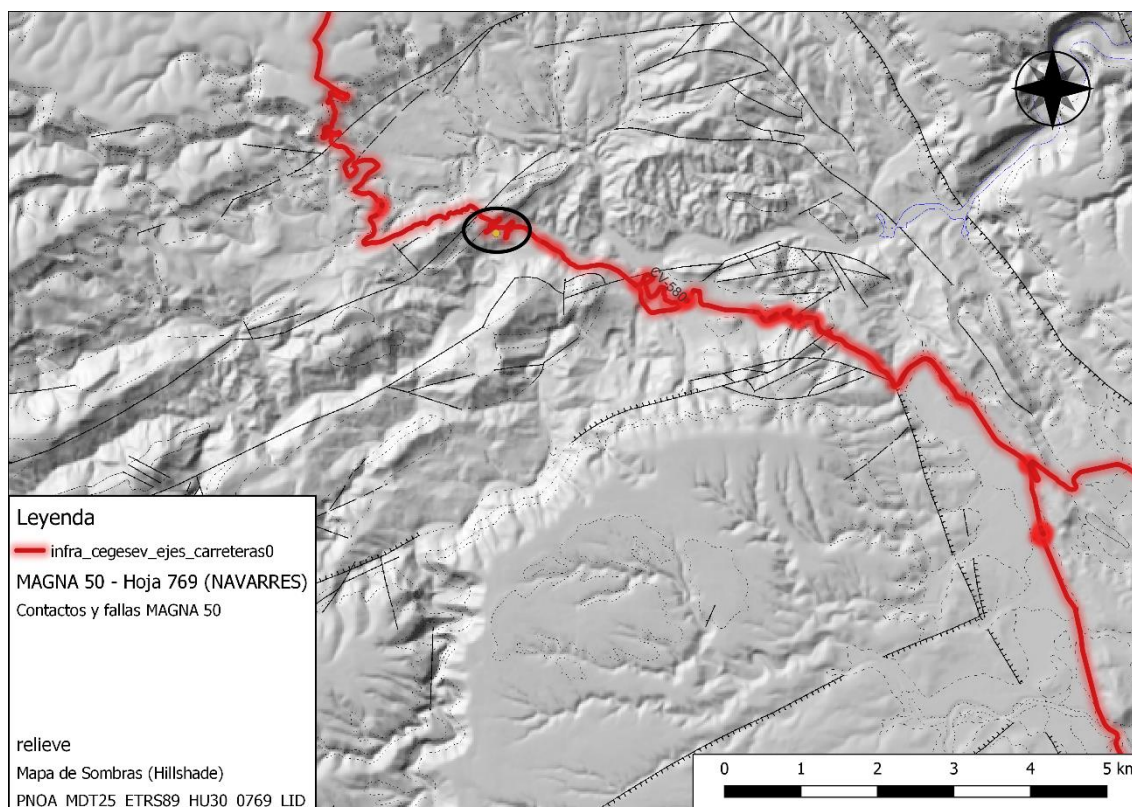 CV-580
Leyenda
infra_cegesev_ejes_carreteras0
MAGNA 50 - Hoja 769 (NAVARRES)
Contactos y fallas MAGNA 50
relieve
Mapa de Sombras (Hillshade)
PNOA MDT25 ETRS89 HU30 0769 LID
0 1 2 3 4 5 km